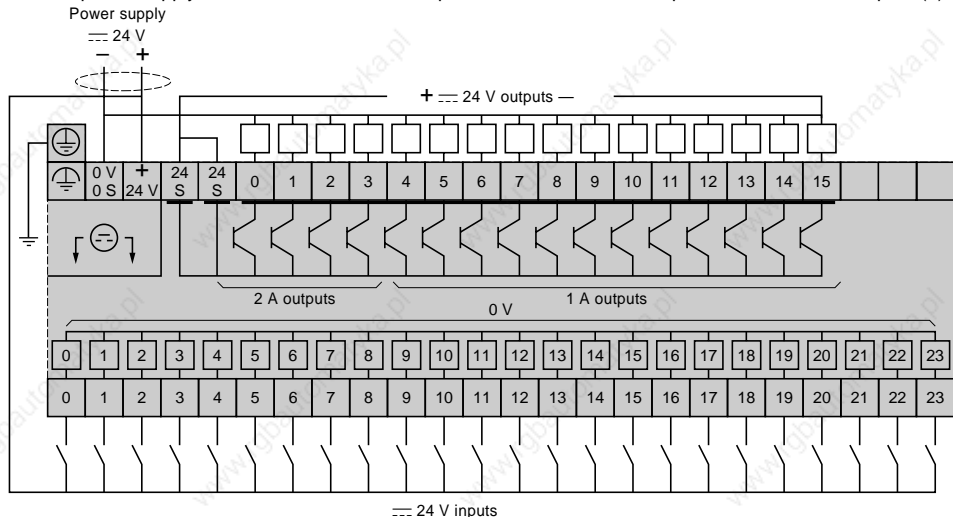 Power supply
24 V
− +
+ 24 V outputs —
0 V 0 S + 24 V 24 S 24 S 0 1 2 3 4 5 6 7 8 9 10 11 12 13 14 15
2 A outputs 1 A outputs
0 V
0 1 2 3 4 5 6 7 8 9 10 11 12 13 14 15 16 17 18 19 20 21 22 23
0 1 2 3 4 5 6 7 8 9 10 11 12 13 14 15 16 17 18 19 20 21 22 23
24 V inputs
www.rgbautomatyka.pl